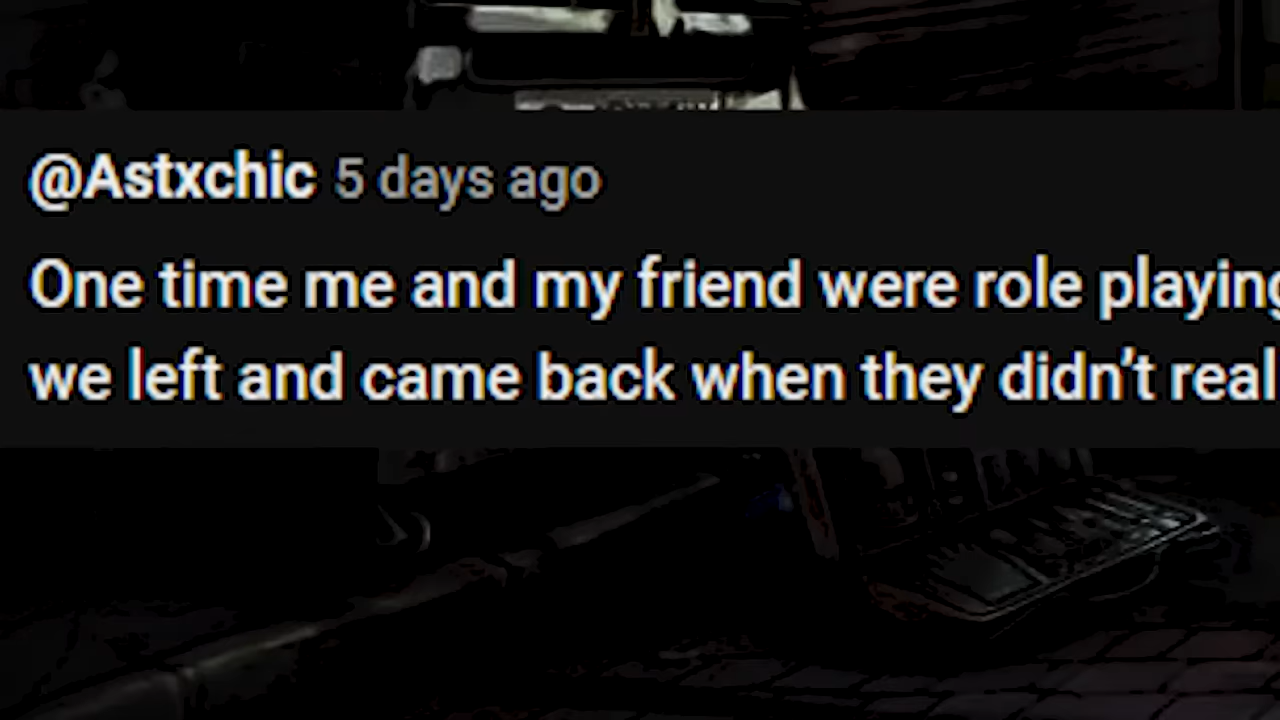 @Astxchic 5 days ago
One time me and my friend were role playing
we left and came back when they didn't real